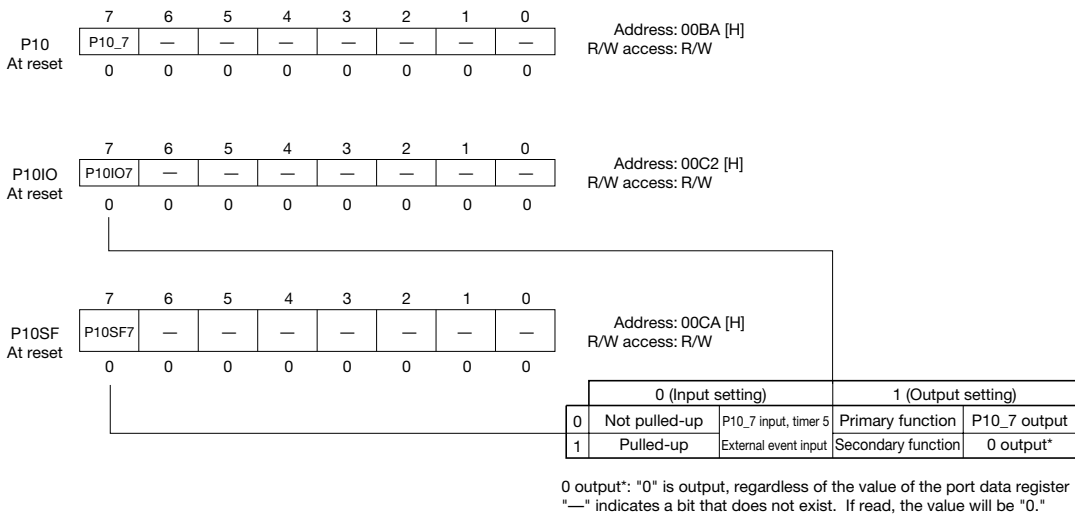 7 6 5 4 3 2 1 0
P10 P10_7 — — — — — — — Address: 00BA [H]
At reset 0 0 0 0 0 0 0 0 R/W access: R/W
7 6 5 4 3 2 1 0
P10IO P10IO7 — — — — — — — Address: 00C2 [H]
At reset 0 0 0 0 0 0 0 0 R/W access: R/W
7 6 5 4 3 2 1 0
P10SF P10SF7 — — — — — — — Address: 00CA [H]
At reset 0 0 0 0 0 0 0 0 R/W access: R/W
0 (Input setting) 1 (Output setting)
0 Not pulled-up P10_7 input, timer 5 Primary function P10_7 output
1 Pulled-up External event input Secondary function 0 output*
0 output*: "0" is output, regardless of the value of the port data register
"—" indicates a bit that does not exist. If read, the value will be "0."